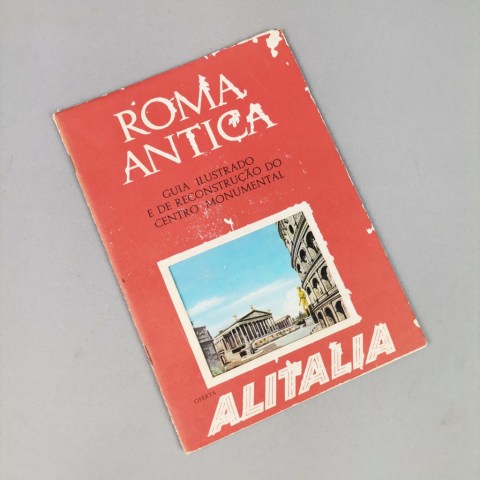 ROMA
ANTICA
GUIA ILUSTRADO
E DE RECONSTRUÇÃO DO
CENTRO MONUMENTAL
OFERTA
ALITALIA